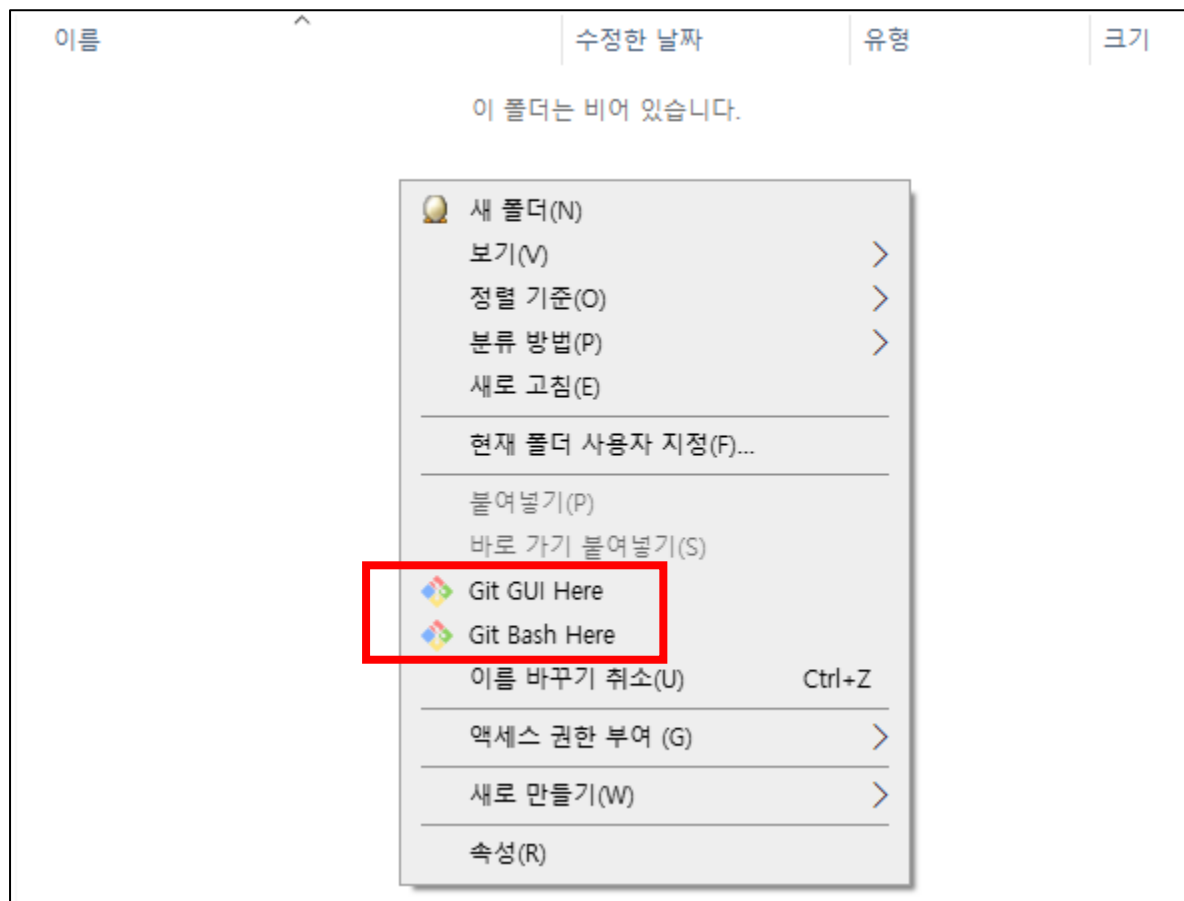 이름 수정한 날짜 유형 크기
이 폴더는 비어 있습니다.
새 폴더(N)
보기(V)
정렬 기준(O)
분류 방법(P)
새로 고침(E)
현재 폴더 사용자 지정(F)...
붙여넣기(P)
바로 가기 붙여넣기(S)
Git GUI Here
Git Bash Here
이름 바꾸기 취소(U) Ctrl+Z
액세스 권한 부여 (G)
새로 만들기(W)
속성(R)